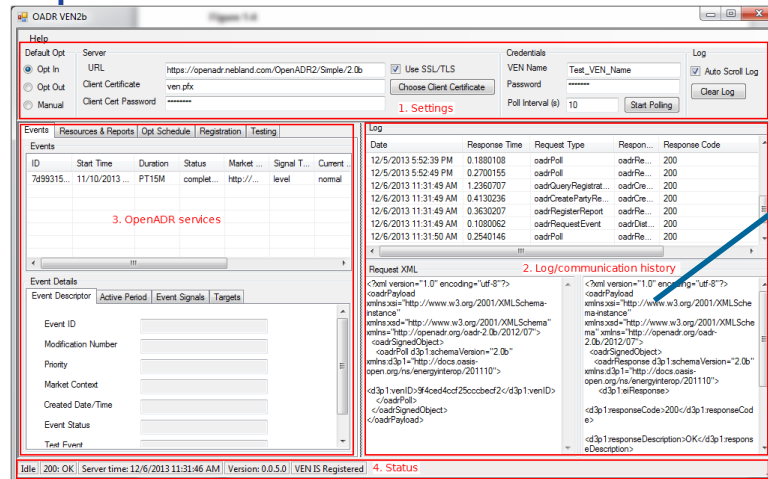 OADR VEN2b
Help
Default Opt
Opt In
Opt Out
Manual
Server
URL https://openadr.nebland.com/OpenADR2/Simple/2.0b
Client Certificate ven.pfx
Client Cert Password ********
Use SSL/TLS
Choose Client Certificate
1. Settings
Credentials
VEN Name Test_VEN_Name
Password *******
Poll Interval (s) 10 Start Polling
Log
Auto Scroll Log
Clear Log
Events Resources & Reports Opt Schedule Registration Testing
Events
ID Start Time Duration Status Market ... Signal T... Current ..
7d99315... 11/10/2013 ... PT15M complet... http://... level normal
3. OpenADR services
Event Details
Event Descriptor Active Period Event Signals Targets
Event ID
Modification Number
Priority
Market Context
Created Date/Time
Event Status
Test Event
Log
Date Response Time Request Type Respon... Response Code
12/5/2013 5:52:39 PM 0.1880108 oadrPoll oadrRe... 200
12/5/2013 5:52:49 PM 0.2700155 oadrPoll oadrRe... 200
12/6/2013 11:31:49 AM 1.2360707 oadrQueryRegistrat... oadrCre... 200
12/6/2013 11:31:49 AM 0.4130236 oadrCreatePartyRe... oadrCre... 200
12/6/2013 11:31:49 AM 0.3630207 oadrRegisterReport oadrRe... 200
12/6/2013 11:31:49 AM 0.1080062 oadrRequestEvent oadrDist... 200
12/6/2013 11:31:50 AM 0.2540146 oadrPoll oadrRe... 200
2. Log/communication history
Request XML
<?xml version="1.0" encoding="utf-8"?>
<oadrPayload
xmlns:xsi="http://www.w3.org/2001/XMLSchema-
instance"
xmlns:xsd="http://www.w3.org/2001/XMLSchema"
xmlns="http://openadr.org/oadr-2.0b/2012/07">
<oadrSignedObject>
<oadrPoll d3p1:schemaVersion="2.0b"
xmlns:d3p1="http://docs.oasis-
open.org/ns/energyinterop/201110">
<d3p1:venID>9f4ced4ccf25cccbecf2</d3p1:venID>
</oadrPoll>
</oadrSignedObject>
</oadrPayload>
<?xml version="1.0" encoding="utf-8"?>
<oadrPayload
xmlns:xsi="http://www.w3.org/2001/XMLSche
ma-instance"
xmlns:xsd="http://www.w3.org/2001/XMLSche
ma" xmlns="http://openadr.org/oadr-
2.0b/2012/07">
<oadrSignedObject>
<oadrResponse d3p1:schemaVersion="2.0b"
xmlns:d3p1="http://docs.oasis-
open.org/ns/energyinterop/201110">
<d3p1:eiResponse>
<d3p1:responseCode>200</d3p1:responseCod
e>
<d3p1:responseDescription>OK</d3p1:respons
eDescription>
Idle 200: OK Server time: 12/6/2013 11:31:46 AM Version: 0.0.5.0 VEN IS Registered 4. Status